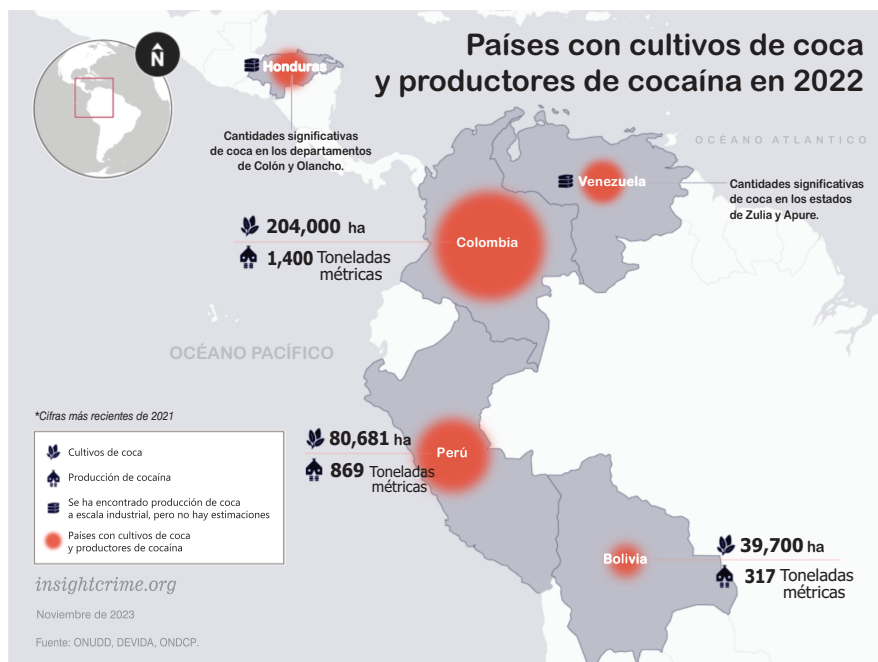 Países con cultivos de coca
y productores de cocaína en 2022
N
Honduras
Cantidades significativas
de coca en los departamentos
de Colón y Olancho.
OCÉANO ATLANTICO
Venezuela
Cantidades significativas
de coca en los estados
de Zulia y Apure.
204,000 ha
1,400 Toneladas
métricas
Colombia
OCÉANO PACÍFICO
80,681 ha
869 Toneladas
métricas
Perú
Bolivia
39,700 ha
317 Toneladas
métricas
*Cifras más recientes de 2021
Cultivos de coca
Producción de cocaína
Se ha encontrado producción de coca
a escala industrial, pero no hay estimaciones
Países con cultivos de coca
y productores de cocaína
insightcrime.org
Noviembre de 2023
Fuente: ONUDD, DEVIDA, ONDCP.